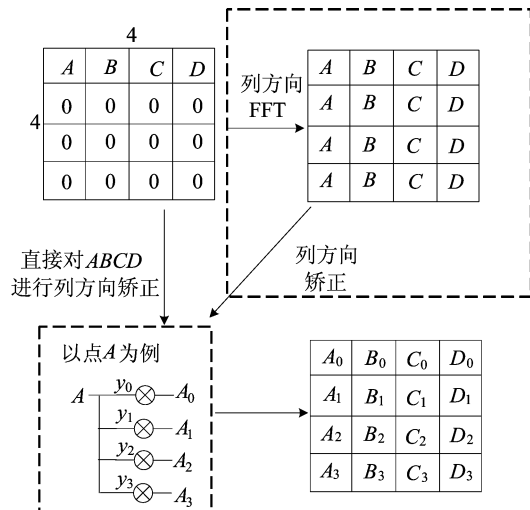 4
A B C D
4
0 0 0 0
0 0 0 0
0 0 0 0
列方向
FFT
A B C D
A B C D
A B C D
A B C D
直接对ABCD
进行列方向矫正
列方向
矫正
以点A为例
A
y₀ A₀
y₁ A₁
y₂ A₂
y₃ A₃
A₀ B₀ C₀ D₀
A₁ B₁ C₁ D₁
A₂ B₂ C₂ D₂
A₃ B₃ C₃ D₃